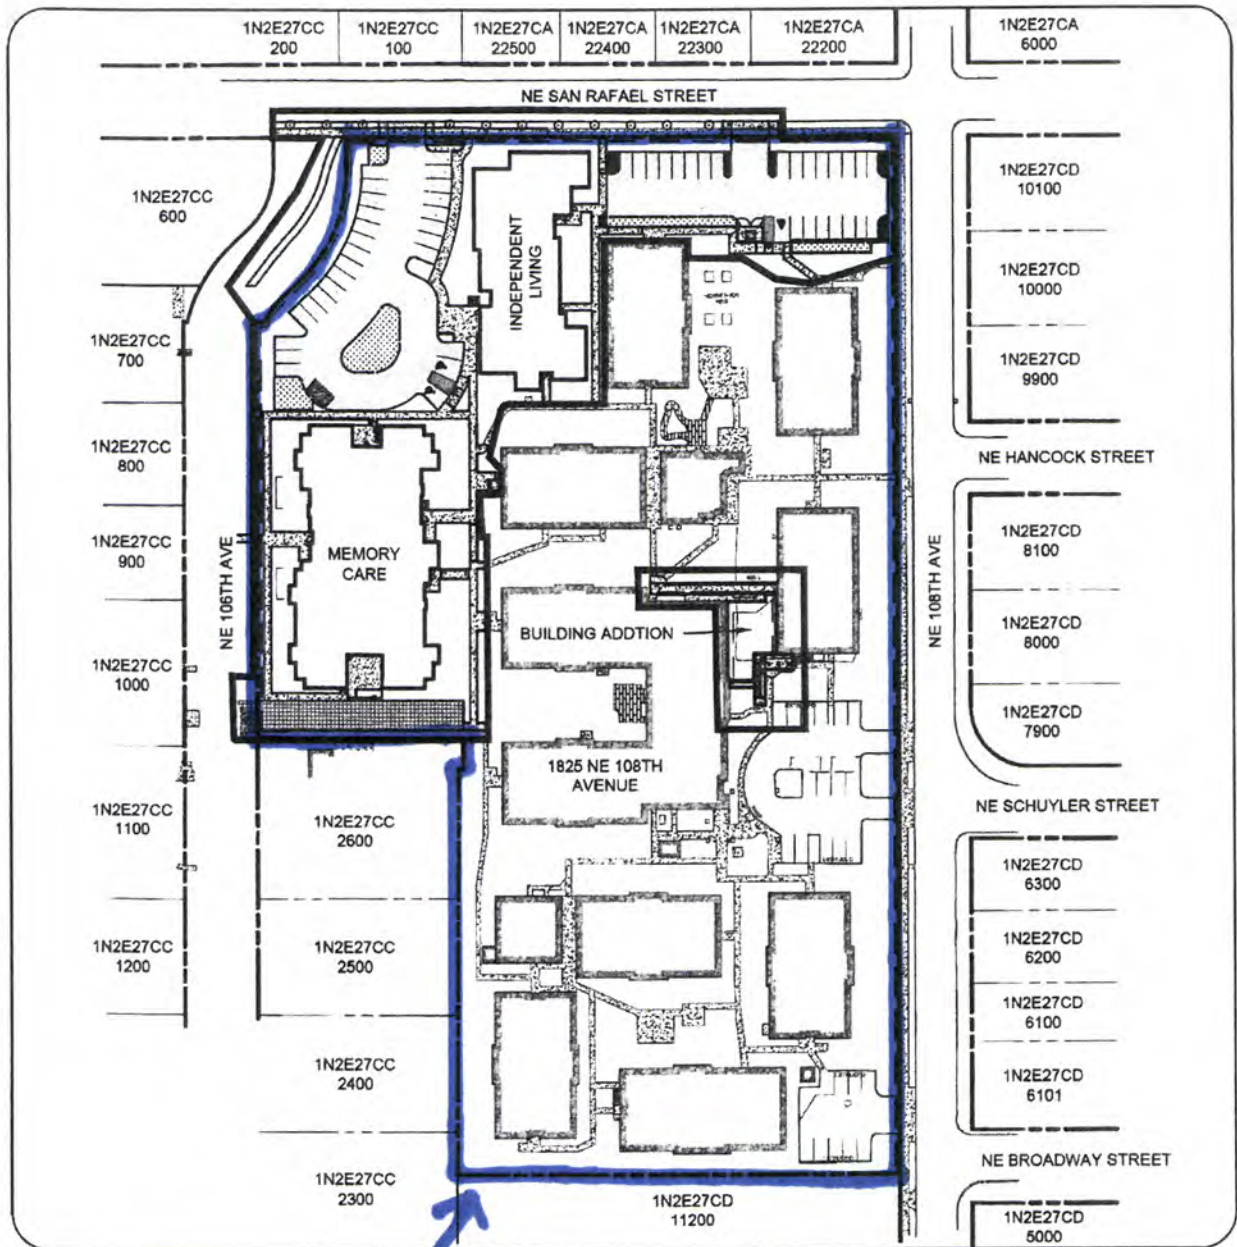 1N2E27CC
200
1N2E27CC
100
1N2E27CA
22500
1N2E27CA
22400
1N2E27CA
22300
1N2E27CA
22200
1N2E27CA
6000
NE SAN RAFAEL STREET
1N2E27CC
600
INDEPENDENT
LIVING
1N2E27CD
10100
1N2E27CD
10000
1N2E27CC
700
1N2E27CD
9900
1N2E27CC
800
NE HANCOCK STREET
1N2E27CC
900
NE 106TH AVE
MEMORY
CARE
NE 108TH AVE
1N2E27CD
8100
BUILDING ADDTION
1N2E27CD
8000
1N2E27CC
1000
1N2E27CD
7900
1825 NE 108TH
AVENUE
1N2E27CC
1100
1N2E27CC
2600
NE SCHUYLER STREET
1N2E27CD
6300
1N2E27CC
1200
1N2E27CC
2500
1N2E27CD
6200
1N2E27CD
6100
1N2E27CC
2400
1N2E27CD
6101
1N2E27CC
2300
NE BROADWAY STREET
1N2E27CD
11200
1N2E27CD
5000